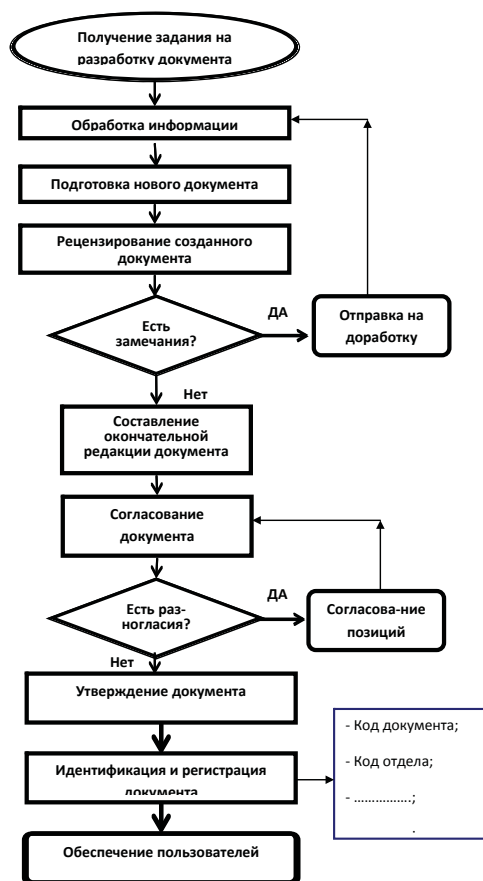 Получение задания на
разработку документа
Обработка информации
Подготовка нового документа
Рецензирование созданного
документа
Есть
замечания?
ДА
Отправка на
доработку
Нет
Составление
окончательной
редакции документа
Согласование
документа
Есть раз-
ногласия?
ДА
Согласова-ние
позиций
Нет
Утверждение документа
Идентификация и регистрация
документа
- Код документа;
- Код отдела;
- …………….;
.
Обеспечение пользователей